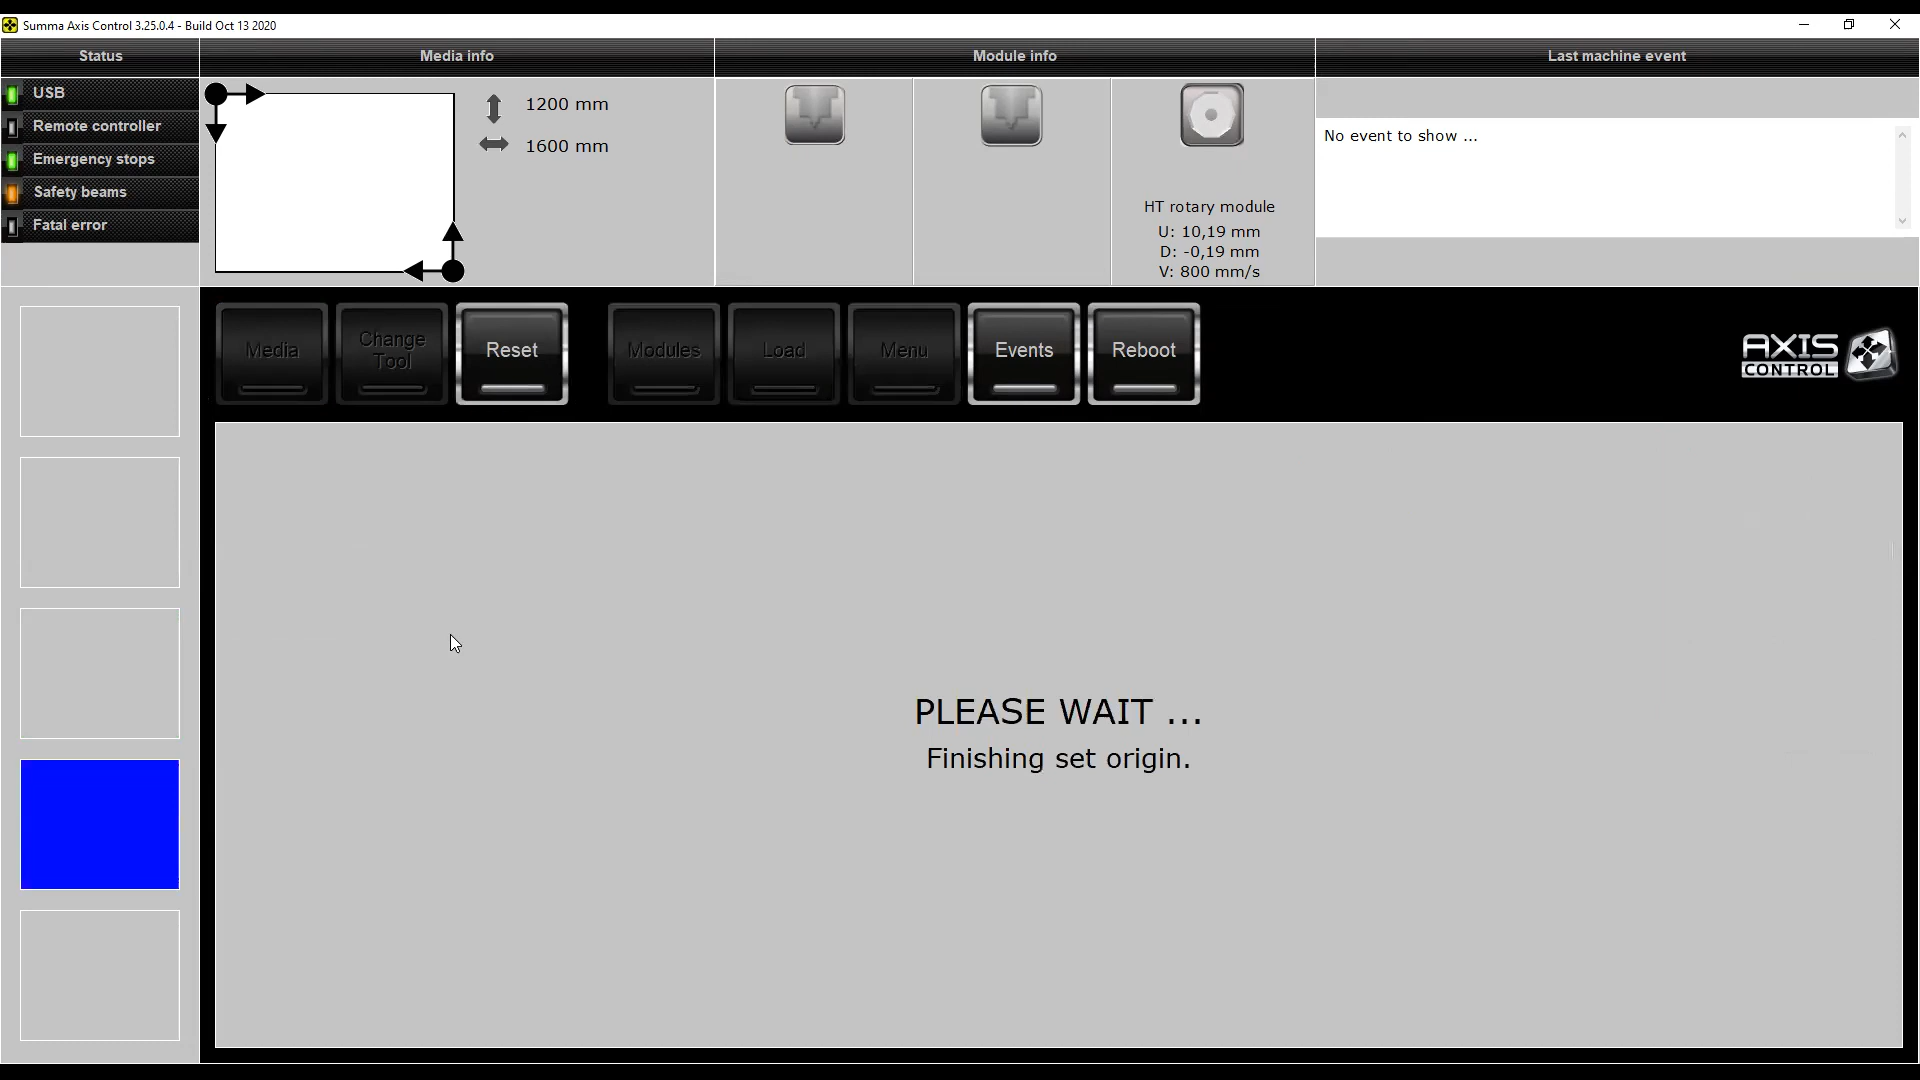 Summa Axis Control 3.25.0.4 - Build Oct 13 2020
Status
Media info
Module info
Last machine event
USB
Remote controller
Emergency stops
Safety beams
Fatal error
1200 mm
1600 mm
HT rotary module
U: 10,19 mm
D: -0,19 mm
V: 800 mm/s
No event to show ...
Media
Change
Tool
Reset
Modules
Load
Menu
Events
Reboot
AXIS
CONTROL
PLEASE WAIT ...
Finishing set origin.